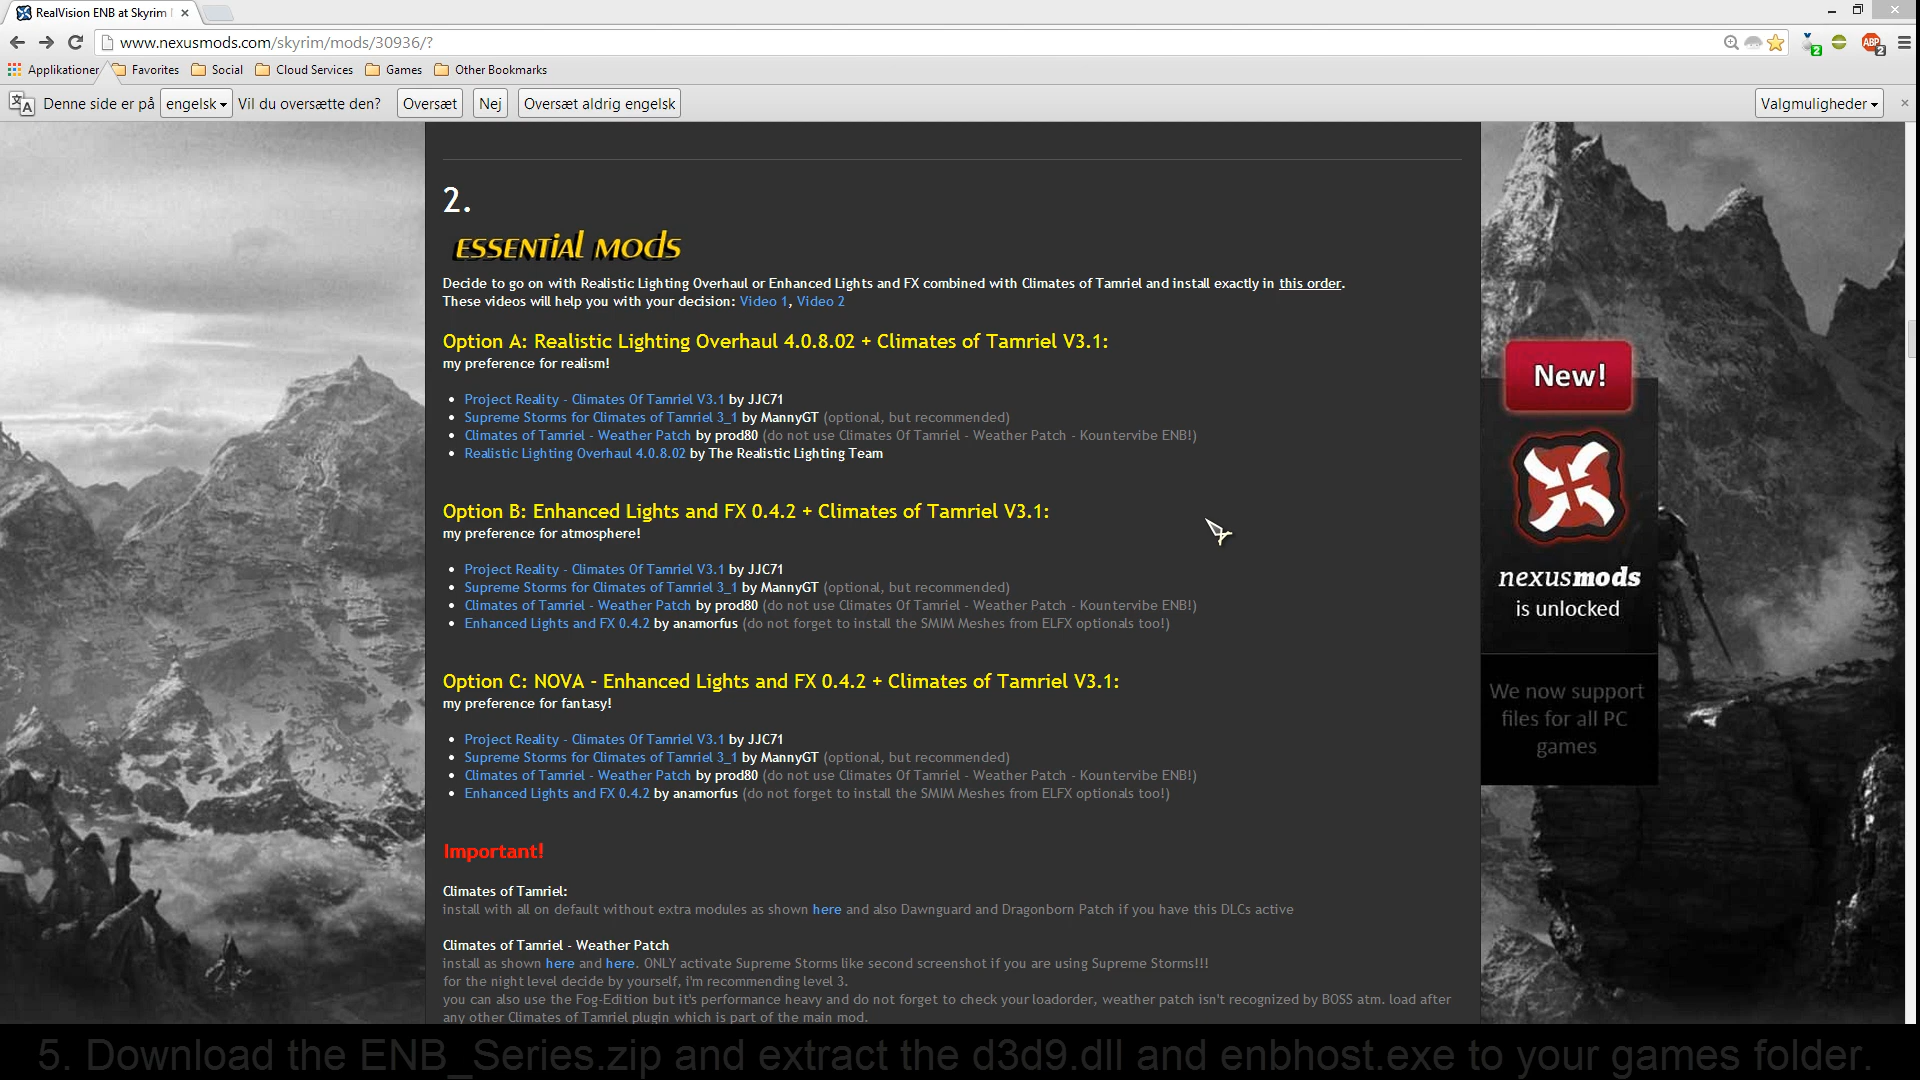 RealVision ENB at Skyrim
www.nexusmods.com/skyrim/mods/30936/?
2
ABP
2
Applikationer
Favorites
Social
Cloud Services
Games
Other Bookmarks
Denne side er på engelsk Vil du oversætte den? Oversæt Nej Oversæt aldrig engelsk Valgmuligheder
2.
ESSENTiAL MODS
Decide to go on with Realistic Lighting Overhaul or Enhanced Lights and FX combined with Climates of Tamriel and install exactly in this order.
These videos will help you with your decision: Video 1, Video 2
Option A: Realistic Lighting Overhaul 4.0.8.02 + Climates of Tamriel V3.1:
my preference for realism!
• Project Reality - Climates Of Tamriel V3.1 by JJC71
• Supreme Storms for Climates of Tamriel 3_1 by MannyGT (optional, but recommended)
• Climates of Tamriel - Weather Patch by prod80 (do not use Climates Of Tamriel - Weather Patch - Kountervibe ENB!)
• Realistic Lighting Overhaul 4.0.8.02 by The Realistic Lighting Team
Option B: Enhanced Lights and FX 0.4.2 + Climates of Tamriel V3.1:
my preference for atmosphere!
• Project Reality - Climates Of Tamriel V3.1 by JJC71
• Supreme Storms for Climates of Tamriel 3_1 by MannyGT (optional, but recommended)
• Climates of Tamriel - Weather Patch by prod80 (do not use Climates Of Tamriel - Weather Patch - Kountervibe ENB!)
• Enhanced Lights and FX 0.4.2 by anamorfus (do not forget to install the SMIM Meshes from ELFX optionals too!)
Option C: NOVA - Enhanced Lights and FX 0.4.2 + Climates of Tamriel V3.1:
my preference for fantasy!
• Project Reality - Climates Of Tamriel V3.1 by JJC71
• Supreme Storms for Climates of Tamriel 3_1 by MannyGT (optional, but recommended)
• Climates of Tamriel - Weather Patch by prod80 (do not use Climates Of Tamriel - Weather Patch - Kountervibe ENB!)
• Enhanced Lights and FX 0.4.2 by anamorfus (do not forget to install the SMIM Meshes from ELFX optionals too!)
Important!
Climates of Tamriel:
install with all on default without extra modules as shown here and also Dawnguard and Dragonborn Patch if you have this DLCs active
Climates of Tamriel - Weather Patch
install as shown here and here. ONLY activate Supreme Storms like second screenshot if you are using Supreme Storms!!!
for the night level decide by yourself, i'm recommending level 3.
you can also use the Fog-Edition but it's performance heavy and do not forget to check your loadorder, weather patch isn't recognized by BOSS atm. load after
any other Climates of Tamriel plugin which is part of the main mod.
New!
nexusmods
is unlocked
We now support
files for all PC
games
5. Download the ENB_Series.zip and extract the d3d9.dll and enbhost.exe to your games folder.